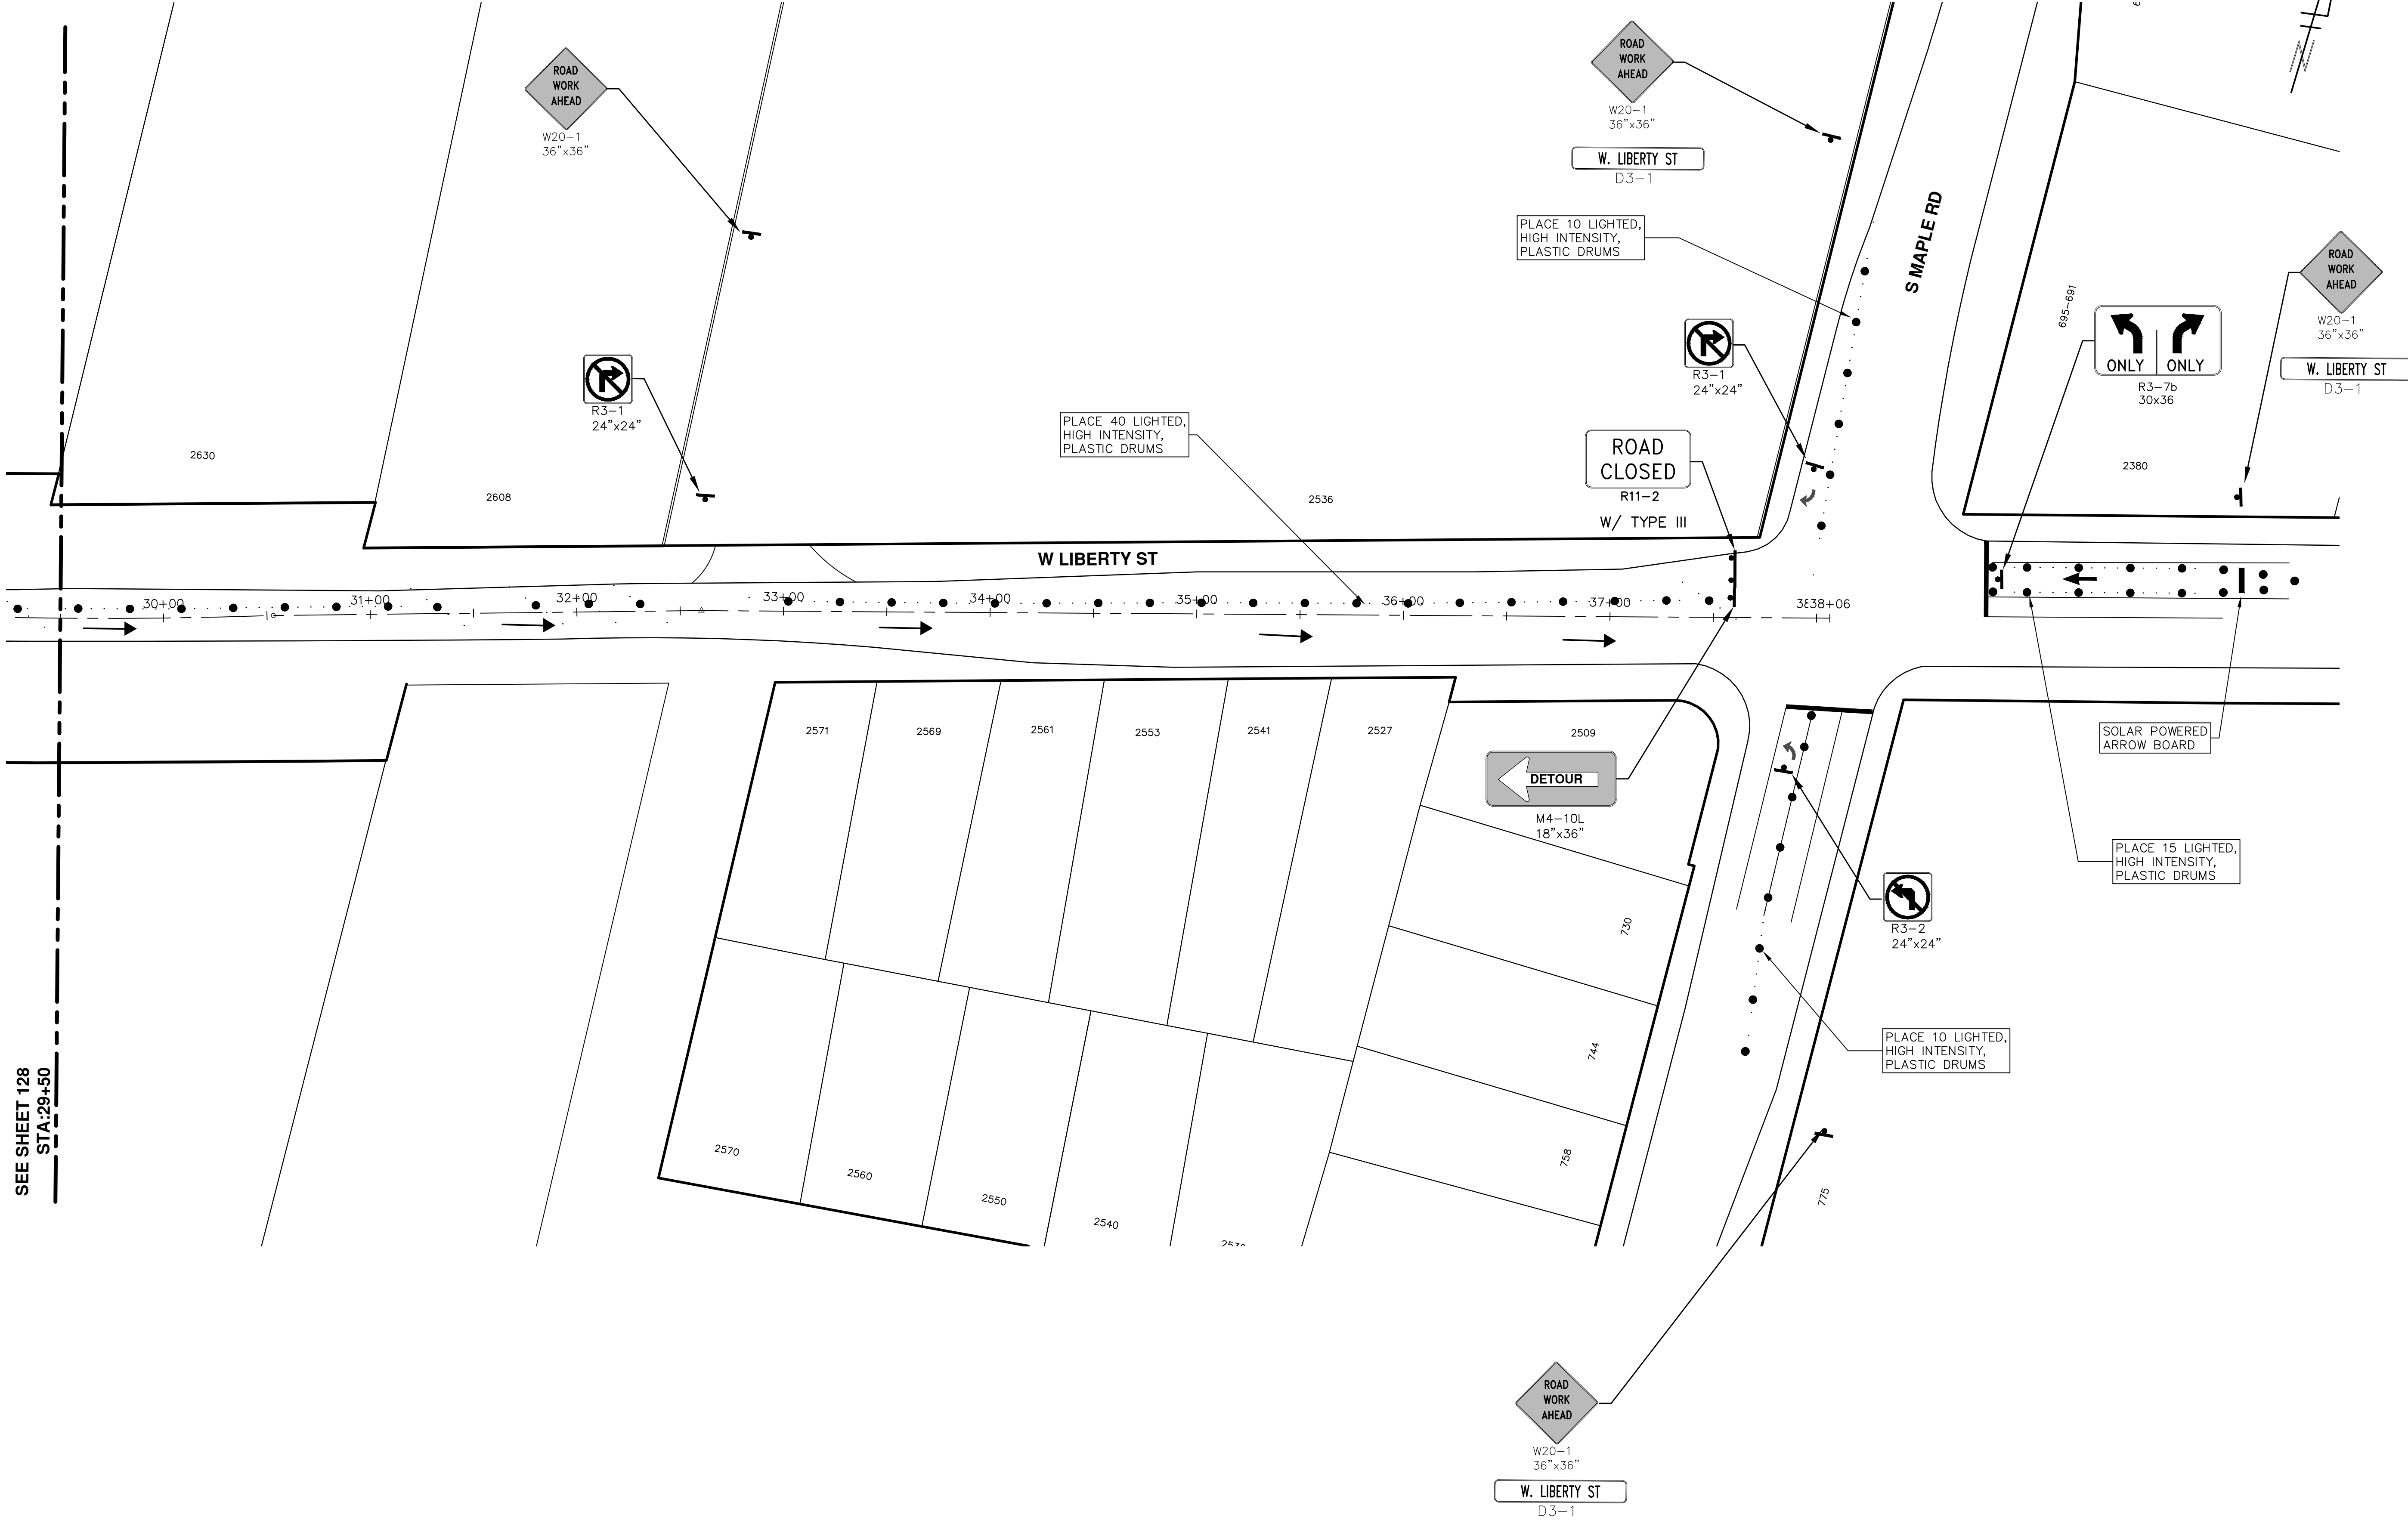 ROAD
WORK
AHEAD
W20-1
36"x36"
ROAD
WORK
AHEAD
W20-1
36"x36"
W. LIBERTY ST
D3-1
N
PLACE 10 LIGHTED,
HIGH INTENSITY,
PLASTIC DRUMS
S MAPLE RD
695-691
ROAD
WORK
AHEAD
W20-1
36"x36"
W. LIBERTY ST
D3-1
ONLY
ONLY
R3-7b
30x36
R3-1
24"x24"
R3-1
24"x24"
PLACE 40 LIGHTED,
HIGH INTENSITY,
PLASTIC DRUMS
ROAD
CLOSED
R11-2
W/ TYPE III
2630
2608
2536
2380
W LIBERTY ST
30+00
31+00
32+00
33+00
34+00
35+00
36+00
37+00
38+06
2571
2569
2561
2553
2541
2527
2509
DETOUR
M4-10L
18"x36"
SOLAR POWERED
ARROW BOARD
PLACE 15 LIGHTED,
HIGH INTENSITY,
PLASTIC DRUMS
R3-2
24"x24"
730
744
758
775
PLACE 10 LIGHTED,
HIGH INTENSITY,
PLASTIC DRUMS
SEE SHEET 128
STA:29+50
2570
2560
2550
2540
ROAD
WORK
AHEAD
W20-1
36"x36"
W. LIBERTY ST
D3-1